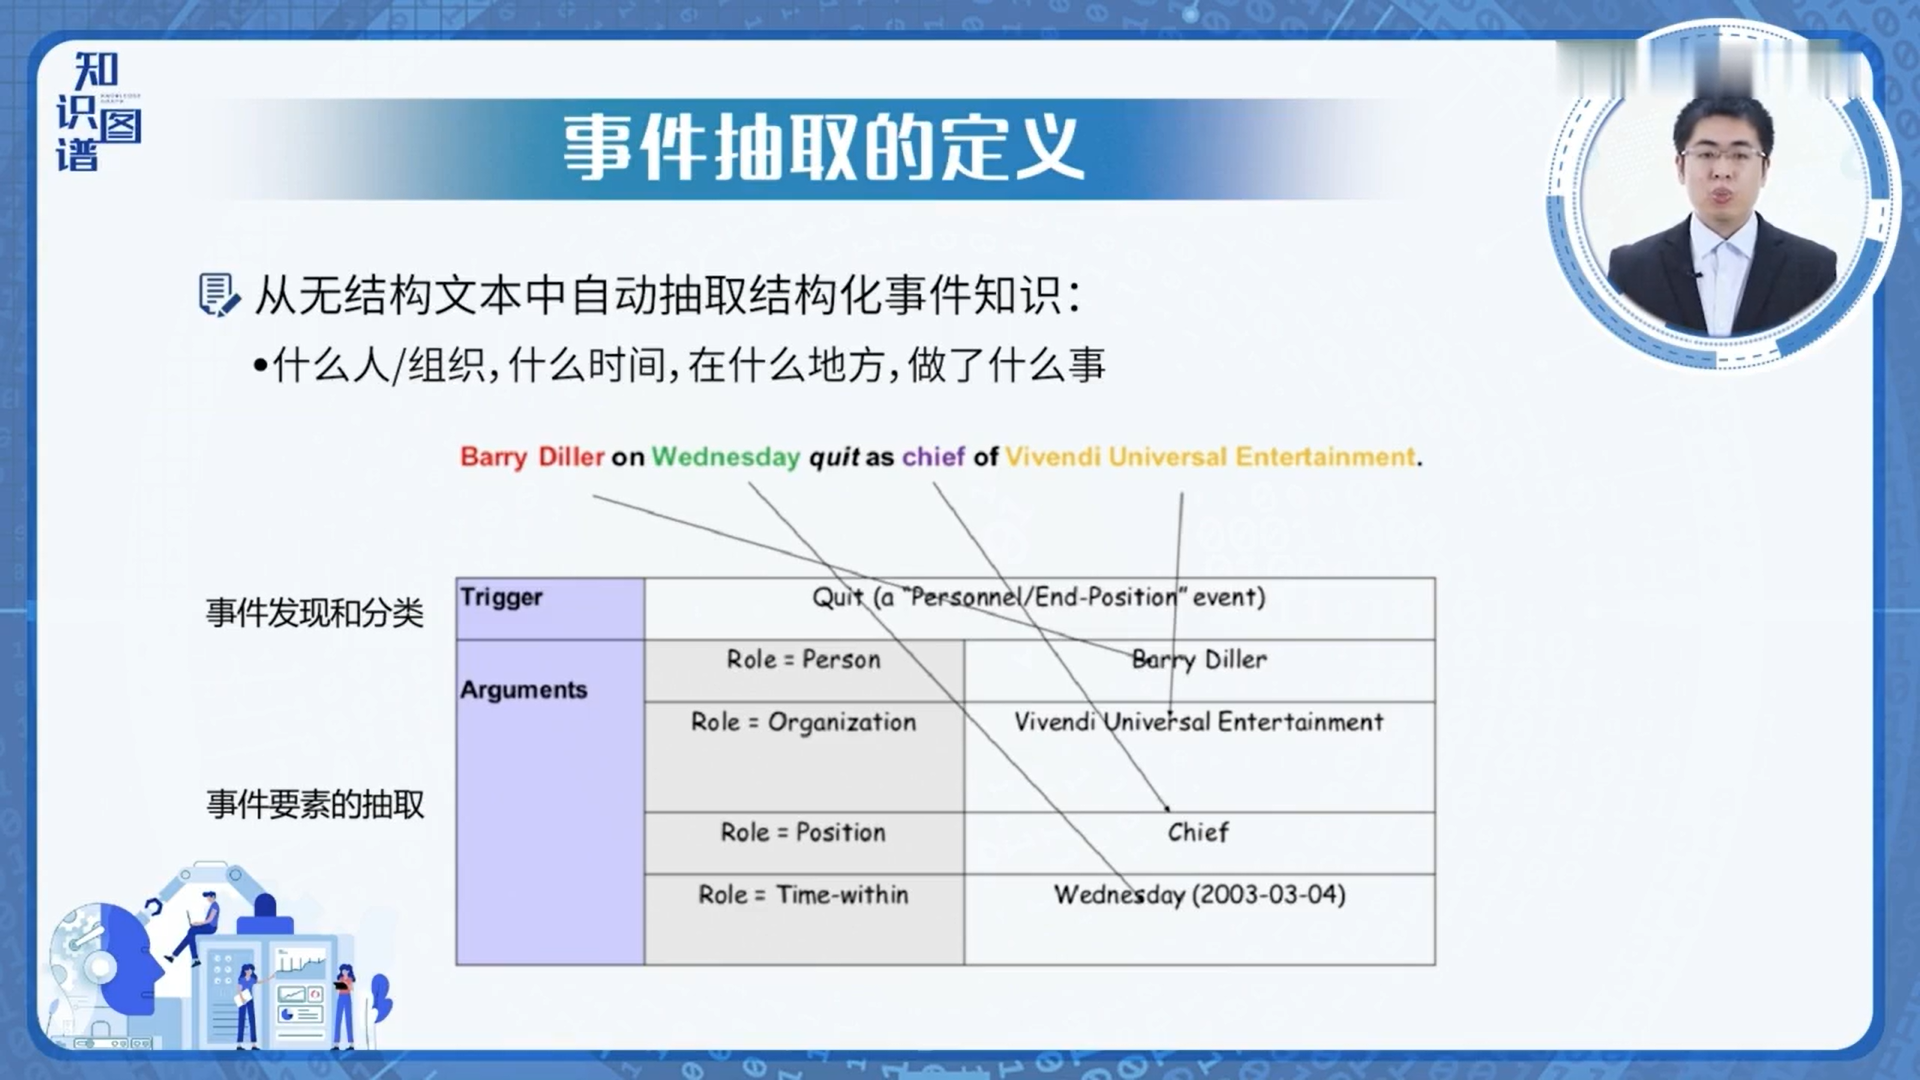 知识图谱
事件抽取的定义
从无结构文本中自动抽取结构化事件知识：
•什么人/组织，什么时间，在什么地方，做了什么事
Barry Diller on Wednesday quit as chief of Vivendi Universal Entertainment.
事件发现和分类
Trigger
Quit (a "Personnel/End-Position" event)
Arguments
Role = Person
Barry Diller
Role = Organization
Vivendi Universal Entertainment
事件要素的抽取
Role = Position
Chief
Role = Time-within
Wednesday (2003-03-04)